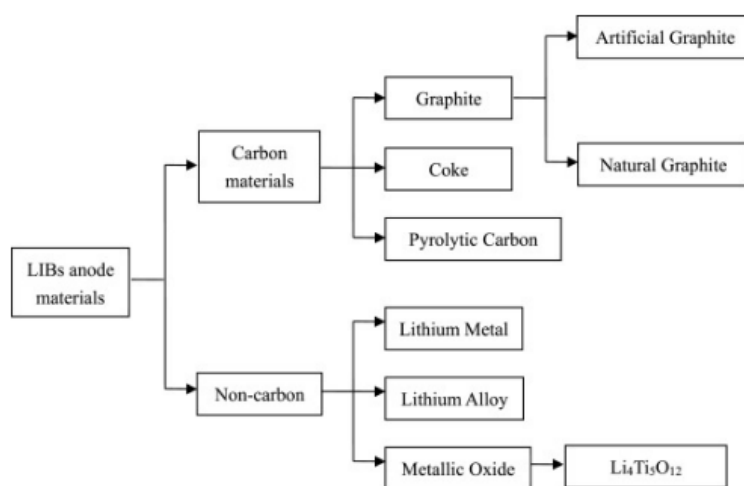 Artificial Graphite
Graphite
Carbon
materials
Coke
Natural Graphite
Pyrolytic Carbon
LIBs anode
materials
Lithium Metal
Non-carbon
Lithium Alloy
Metallic Oxide
Li₄Ti₅O₁₂